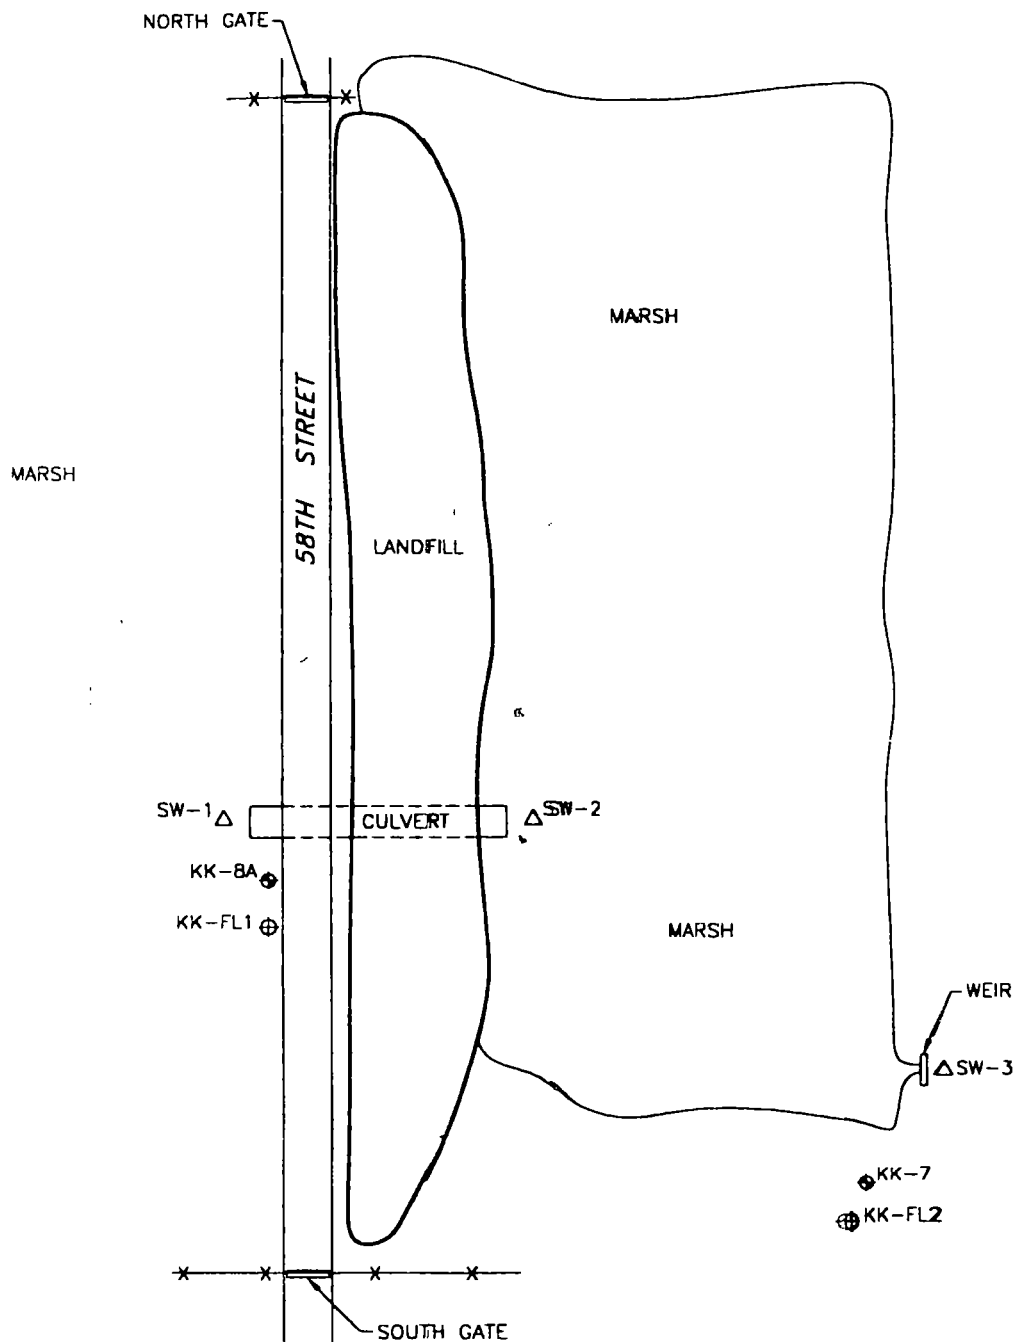 NORTH GATE
MARSH
58TH STREET
MARSH
LANDFILL
SW-1
CULVERT
SW-2
KK-8A
KK-FL1
MARSH
WEIR
SW-3
KK-7
KK-FL2
SOUTH GATE